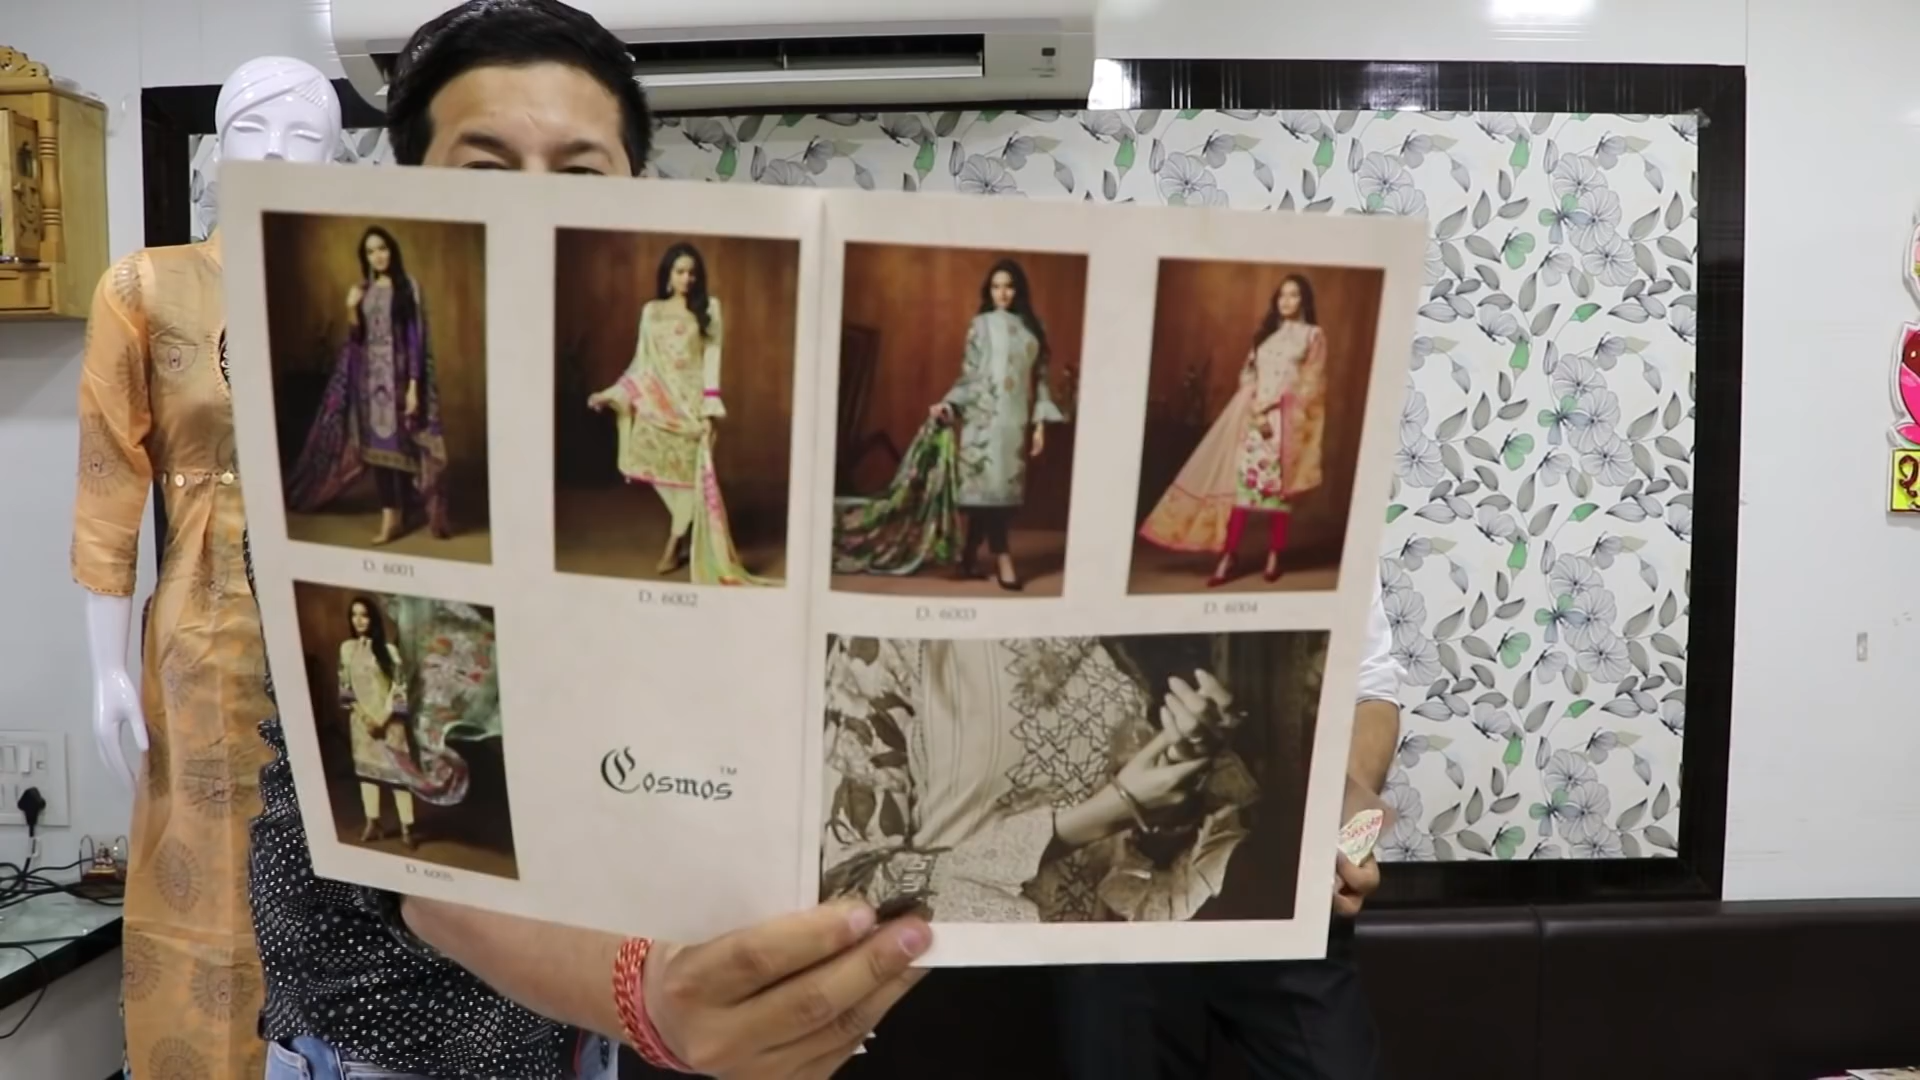 D. 6001
D. 6002
D. 6003
D. 6004
D. 6005
Cosmos™